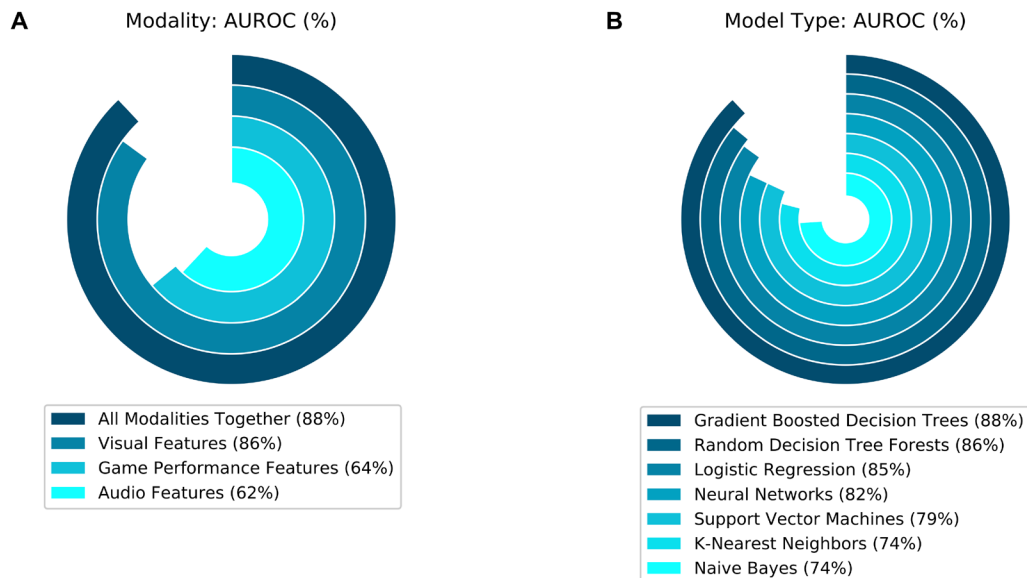 A
Modality: AUROC (%)
All Modalities Together (88%)
Visual Features (86%)
Game Performance Features (64%)
Audio Features (62%)
B
Model Type: AUROC (%)
Gradient Boosted Decision Trees (88%)
Random Decision Tree Forests (86%)
Logistic Regression (85%)
Neural Networks (82%)
Support Vector Machines (79%)
K-Nearest Neighbors (74%)
Naive Bayes (74%)